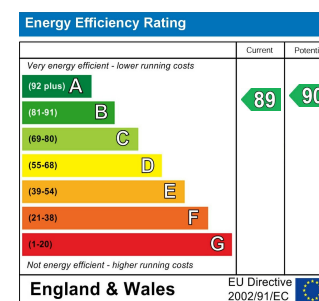 Energy Efficiency Rating
Current Potenti
Very energy efficient - lower running costs
(92 plus) A
(81-91) B
89 90
(69-80) C
(55-68) D
(39-54) E
(21-38) F
(1-20) G
Not energy efficient - higher running costs
England & Wales
EU Directive
2002/91/EC